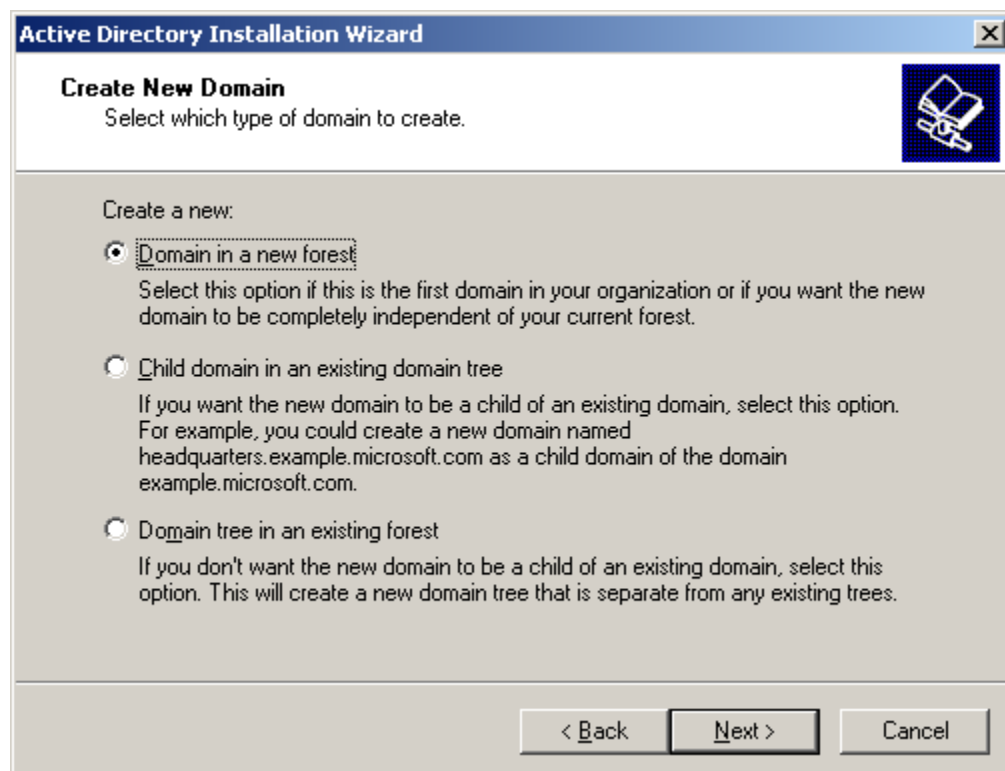 Active Directory Installation Wizard
Create New Domain
Select which type of domain to create.
Create a new:
Domain in a new forest
Select this option if this is the first domain in your organization or if you want the new
domain to be completely independent of your current forest.
Child domain in an existing domain tree
If you want the new domain to be a child of an existing domain, select this option.
For example, you could create a new domain named
headquarters.example.microsoft.com as a child domain of the domain
example.microsoft.com.
Domain tree in an existing forest
If you don't want the new domain to be a child of an existing domain, select this
option. This will create a new domain tree that is separate from any existing trees.
< Back Next > Cancel